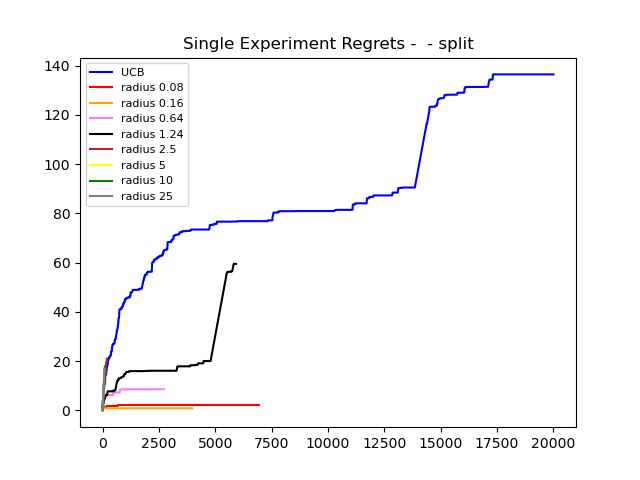 Single Experiment Regrets -  - split
140
120
100
80
60
40
20
0
UCB
radius 0.08
radius 0.16
radius 0.64
radius 1.24
radius 2.5
radius 5
radius 10
radius 25
0 2500 5000 7500 10000 12500 15000 17500 20000